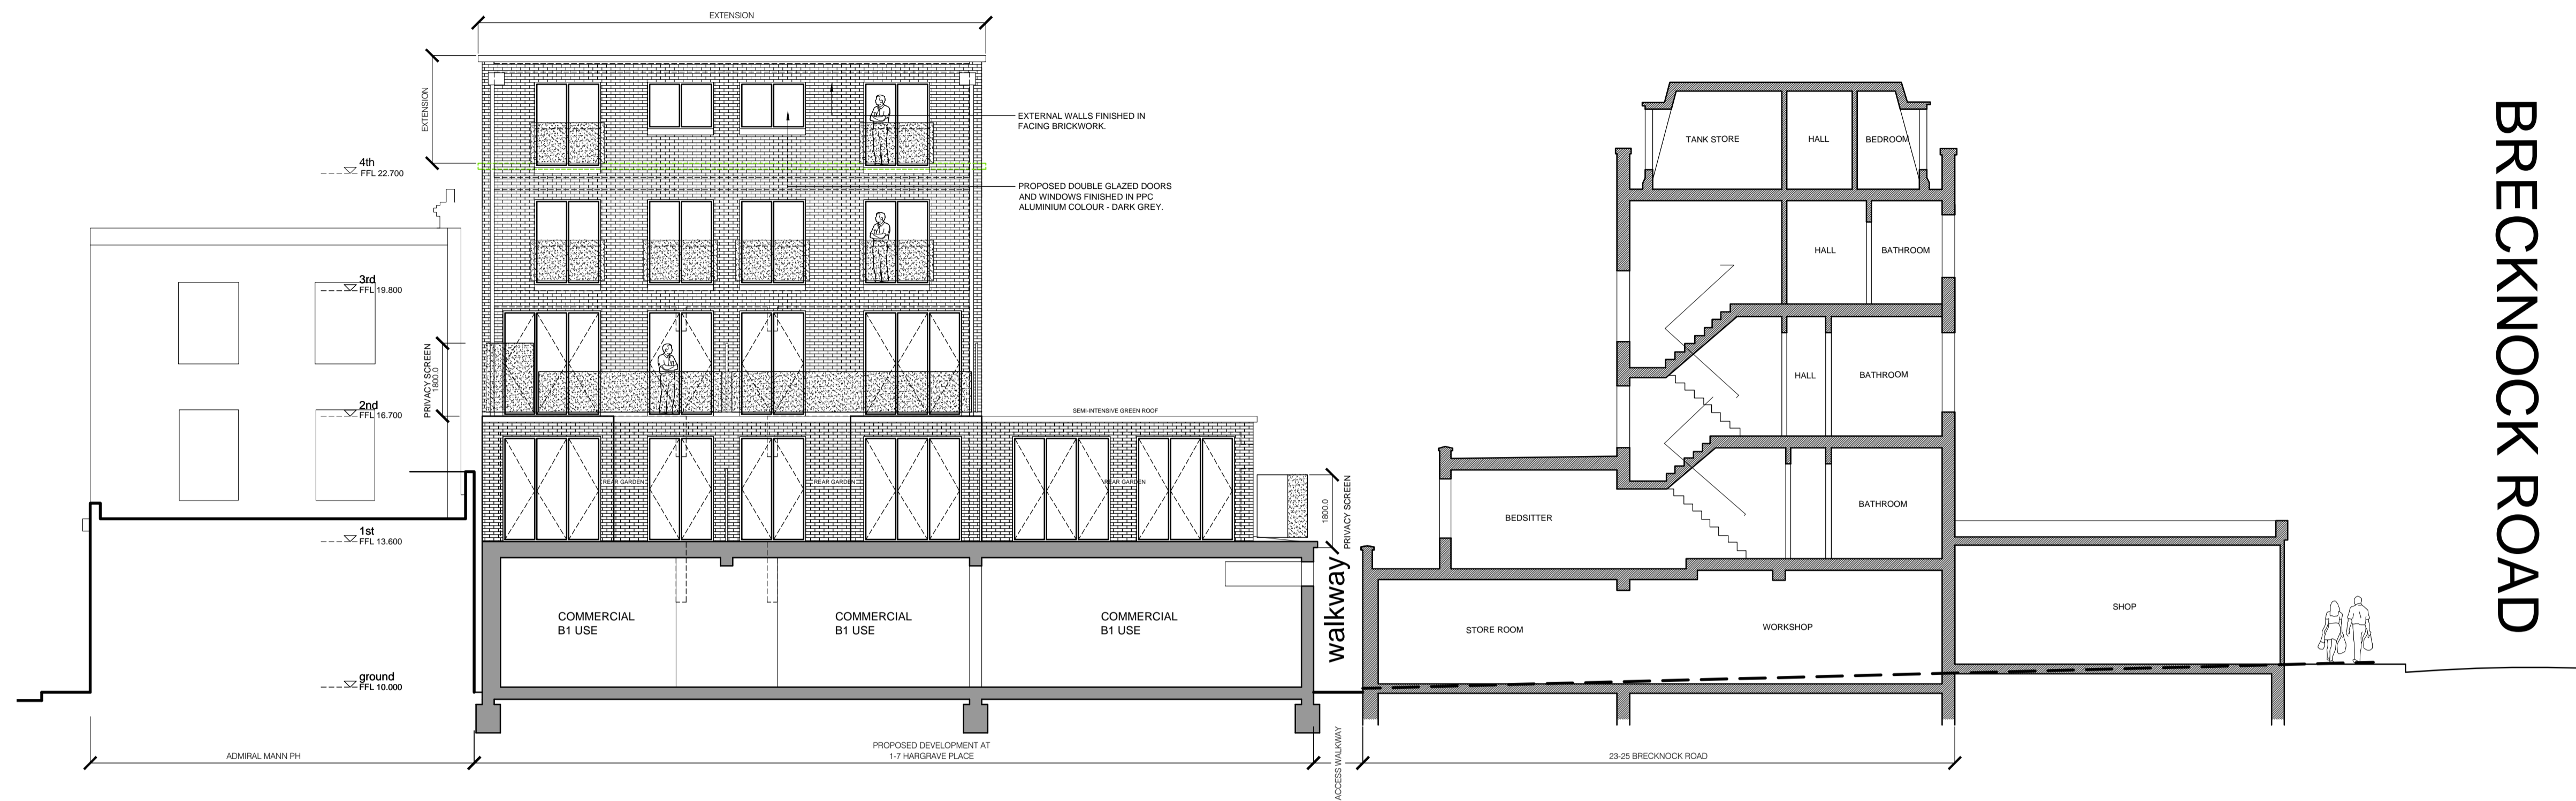 EXTENSION
EXTENSION
4th
FFL 22.700
3rd
FFL 19.800
PRIVACY SCREEN
1800.0
2nd
FFL 16.700
1st
FFL 13.600
ground
FFL 10.000
EXTERNAL WALLS FINISHED IN
FACING BRICKWORK.
PROPOSED DOUBLE GLAZED DOORS
AND WINDOWS FINISHED IN PPC
ALUMINIUM COLOUR - DARK GREY.
SEMI-INTENSIVE GREEN ROOF
REAR GARDEN
REAR GARDEN
REAR GARDEN
1800.0
PRIVACY SCREEN
COMMERCIAL
B1 USE
COMMERCIAL
B1 USE
COMMERCIAL
B1 USE
walkway
TANK STORE
HALL
BEDROOM
HALL
BATHROOM
HALL
BATHROOM
BEDSITTER
BATHROOM
STORE ROOM
WORKSHOP
SHOP
BRECKNOCK ROAD
ADMIRAL MANN PH
PROPOSED DEVELOPMENT AT
1-7 HARGRAVE PLACE
ACCESS WALKWAY
23-25 BRECKNOCK ROAD